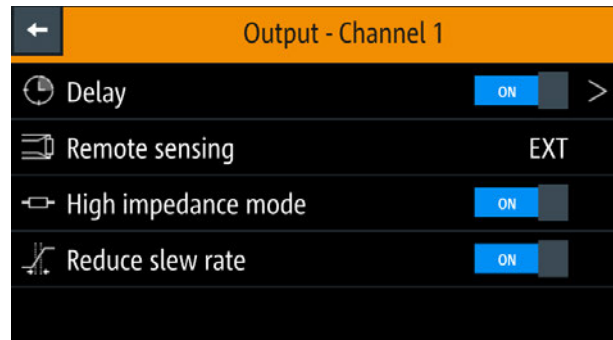 Output - Channel 1
Delay ON >
Remote sensing EXT
High impedance mode ON
Reduce slew rate ON